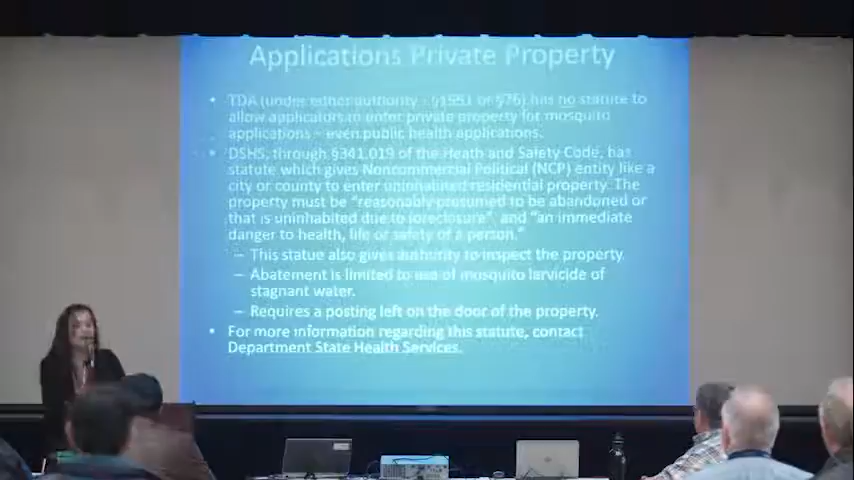 Applications Private Property
• TDA (under either authority - §1951 or §76) has no statute to
allow applicators to enter private property for mosquito
applications – even public health applications.
• DSHS, through §341.019 of the Heath and Safety Code, has
statute which gives Noncommercial Political (NCP) entity like a
city or county to enter uninhabited residential property. The
property must be “reasonably presumed to be abandoned or
that is uninhabited due to foreclosure”, and “an immediate
danger to health, life or safety of a person.”
– This statue also gives authority to inspect the property.
– Abatement is limited to use of mosquito larvicide of
stagnant water.
– Requires a posting left on the door of the property.
• For more information regarding this statute, contact
Department State Health Services.